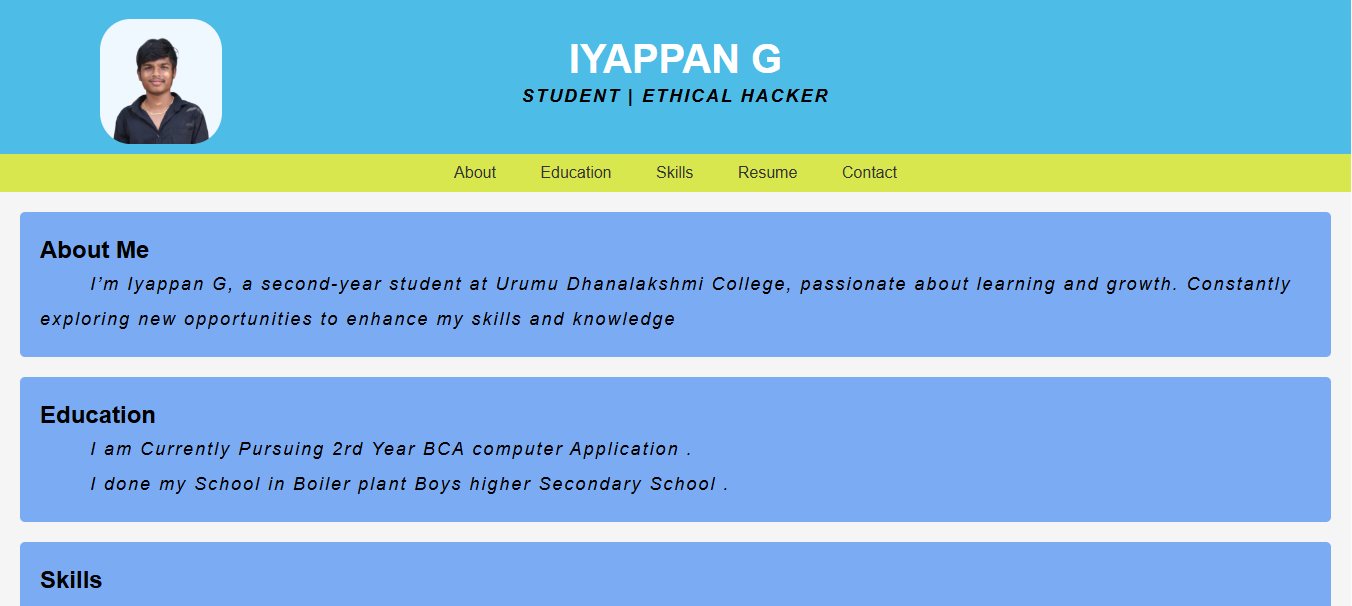 IYAPPAN G
STUDENT | ETHICAL HACKER
About Education Skills Resume Contact
About Me
I’m Iyappan G, a second-year student at Urumu Dhanalakshmi College, passionate about learning and growth. Constantly
exploring new opportunities to enhance my skills and knowledge
Education
I am Currently Pursuing 2rd Year BCA computer Application .
I done my School in Boiler plant Boys higher Secondary School .
Skills